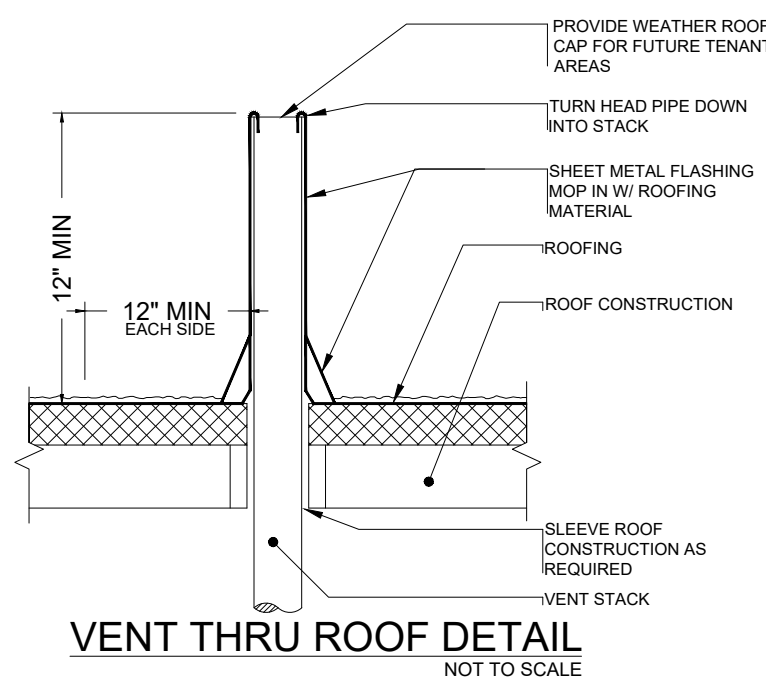 PROVIDE WEATHER ROOF
CAP FOR FUTURE TENANT
AREAS
TURN HEAD PIPE DOWN
INTO STACK
SHEET METAL FLASHING
MOP IN W/ ROOFING
MATERIAL
ROOFING
ROOF CONSTRUCTION
12" MIN
12" MIN
EACH SIDE
SLEEVE ROOF
CONSTRUCTION AS
REQUIRED
VENT STACK
VENT THRU ROOF DETAIL
NOT TO SCALE